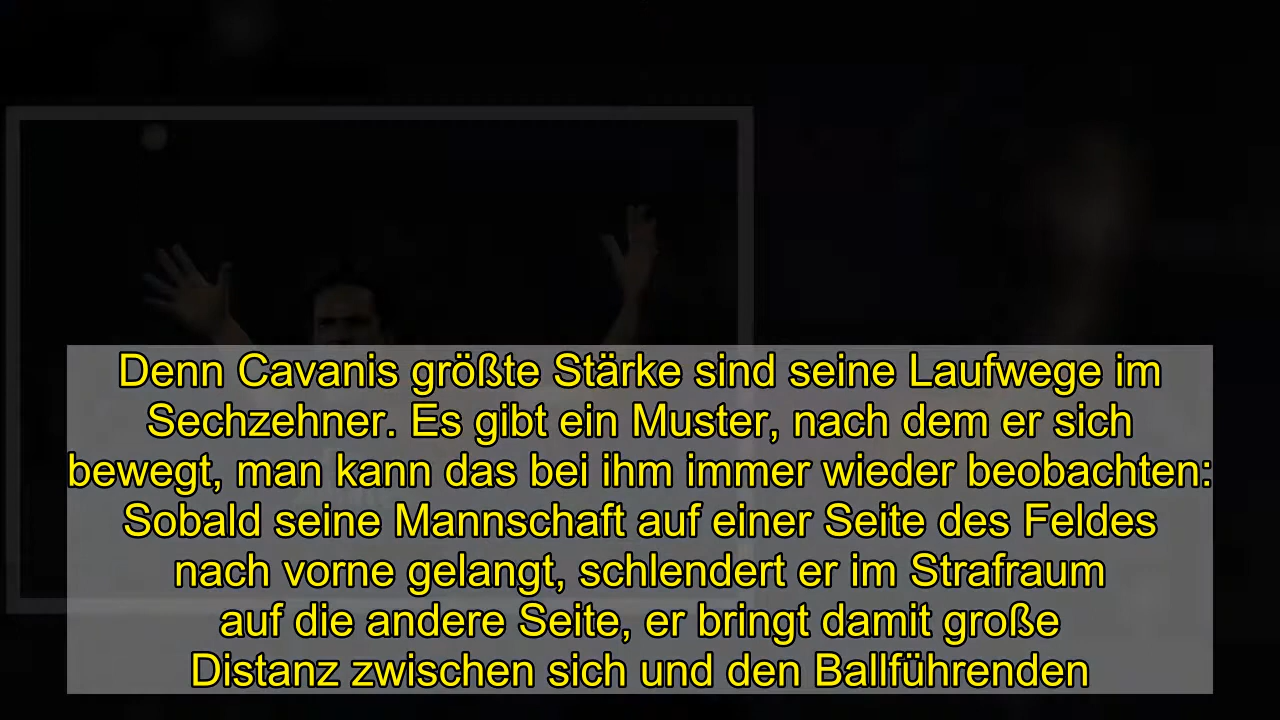 Denn Cavanis größte Stärke sind seine Laufwege im
Sechzehner. Es gibt ein Muster, nach dem er sich
bewegt, man kann das bei ihm immer wieder beobachten:
Sobald seine Mannschaft auf einer Seite des Feldes
nach vorne gelangt, schlendert er im Strafraum
auf die andere Seite, er bringt damit große
Distanz zwischen sich und den Ballführenden